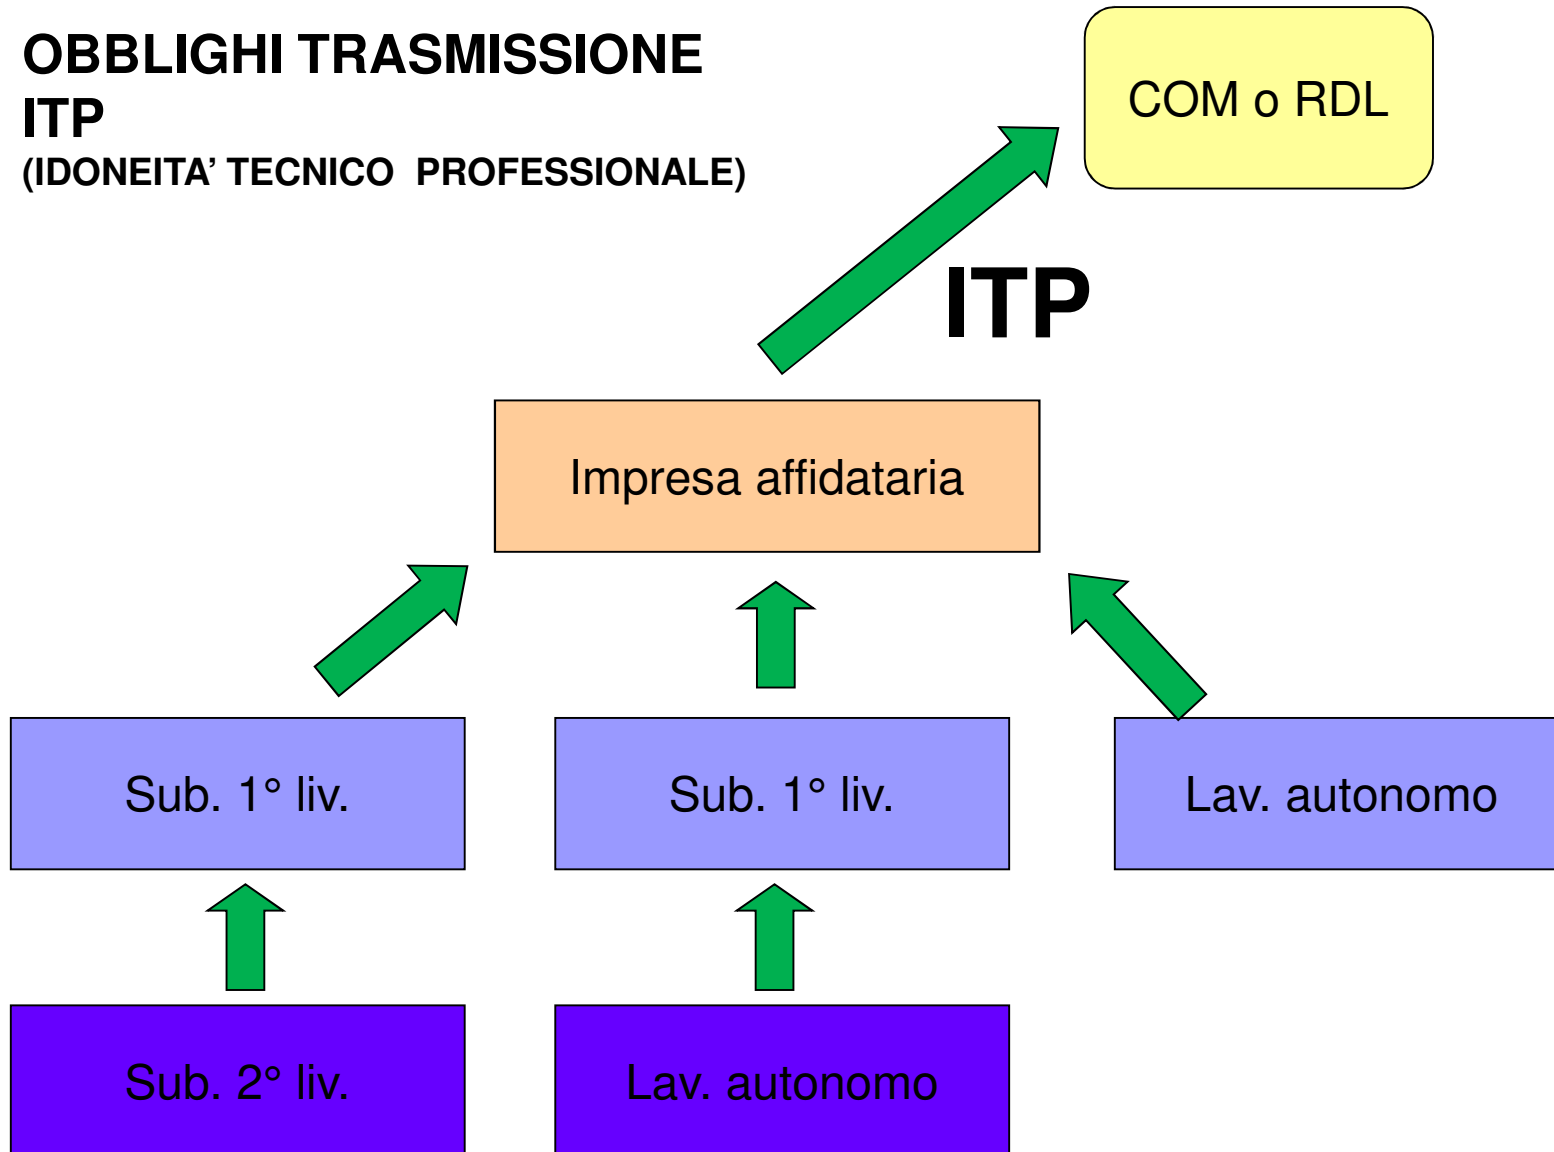 OBBLIGHI TRASMISSIONE
ITP
(IDONEITA’ TECNICO PROFESSIONALE)
COM o RDL
ITP
Impresa affidataria
Sub. 1° liv.
Sub. 1° liv.
Lav. autonomo
Sub. 2° liv.
Lav. autonomo